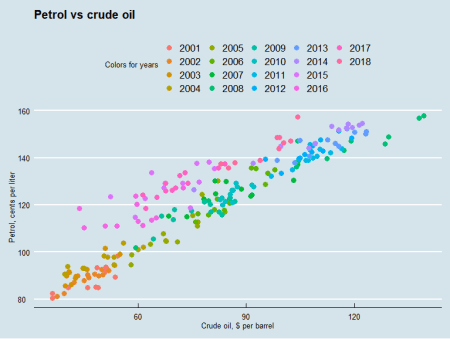 Petrol vs crude oil
Colors for years
2001 2005 2009 2013 2017
2002 2006 2010 2014 2018
2003 2007 2011 2015
2004 2008 2012 2016
Petrol, cents per liter
160
140
120
100
80
60 90 120
Crude oil, $ per barrel